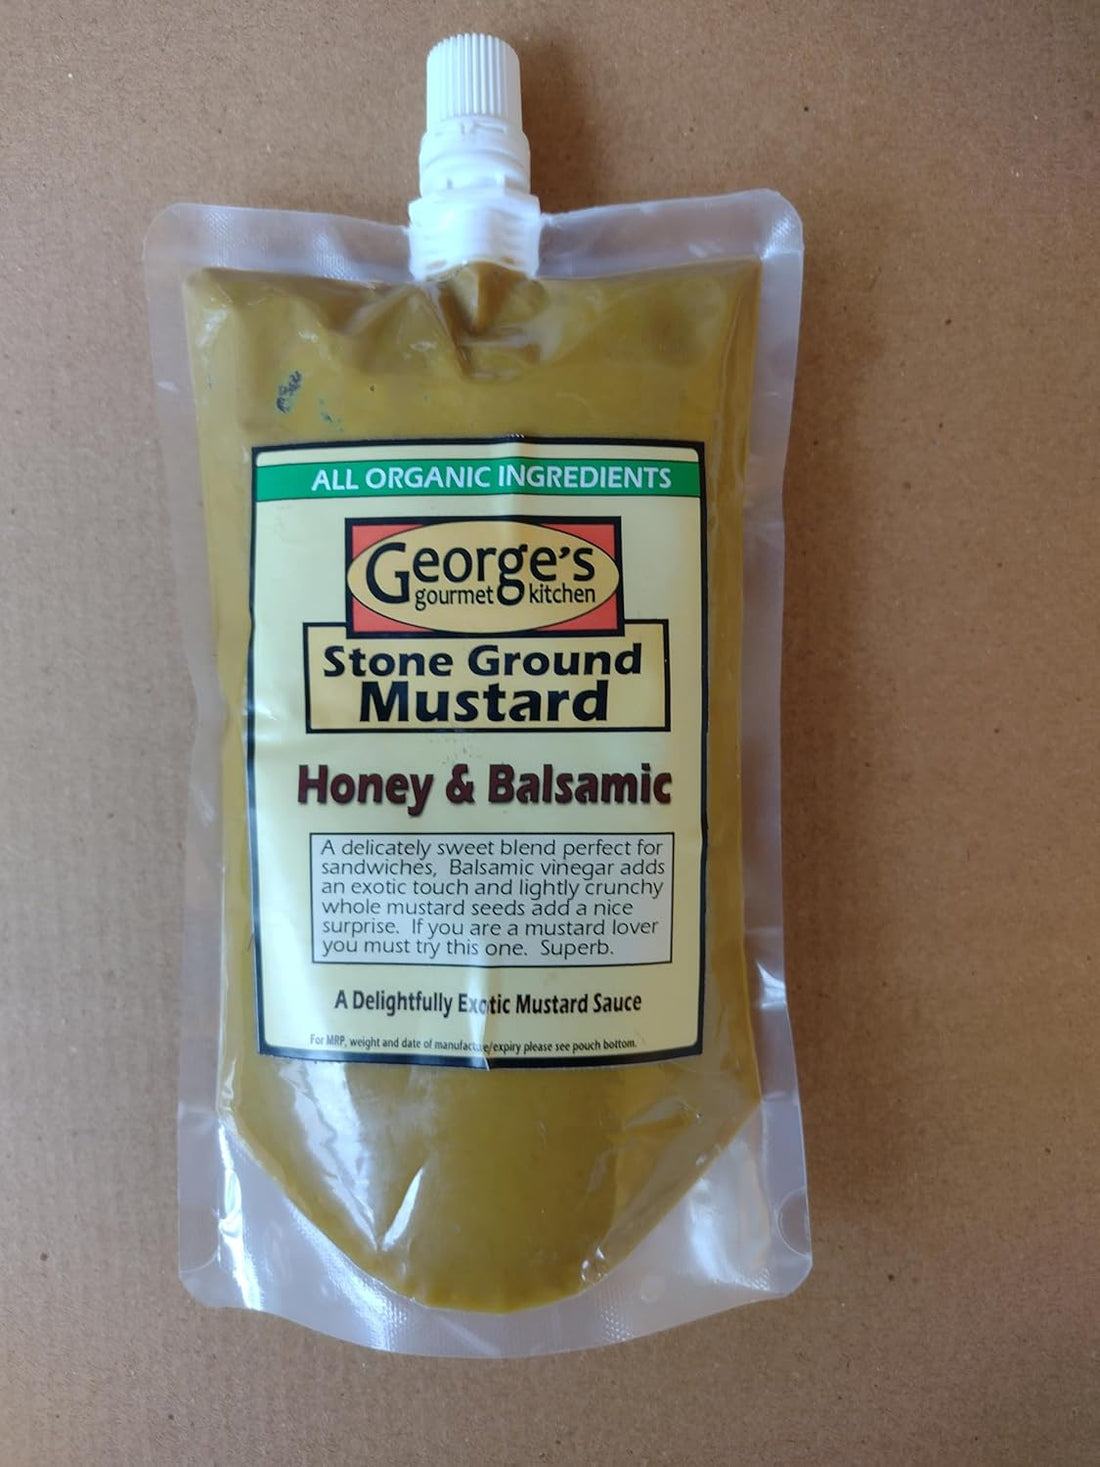 ALL ORGANIC INGREDIENTS
George's
gourmet kitchen
Stone Ground
Mustard
Honey & Balsamic
A delicately sweet blend perfect for
sandwiches, Balsamic vinegar adds
an exotic touch and lightly crunchy
whole mustard seeds add a nice
surprise. If you are a mustard lover
you must try this one. Superb.
A Delightfully Exotic Mustard Sauce
For MRP, weight and date of manufacture/expiry please see pouch bottom.